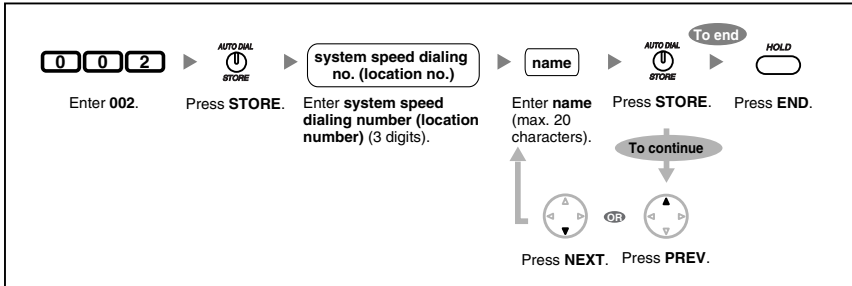 0 0 2
Enter 002.
AUTO DIAL
STORE
Press STORE.
system speed dialing
no. (location no.)
Enter system speed
dialing number (location
number) (3 digits).
name
Enter name
(max. 20
characters).
AUTO DIAL
STORE
Press STORE.
To end
HOLD
Press END.
To continue
OR
Press NEXT.
Press PREV.